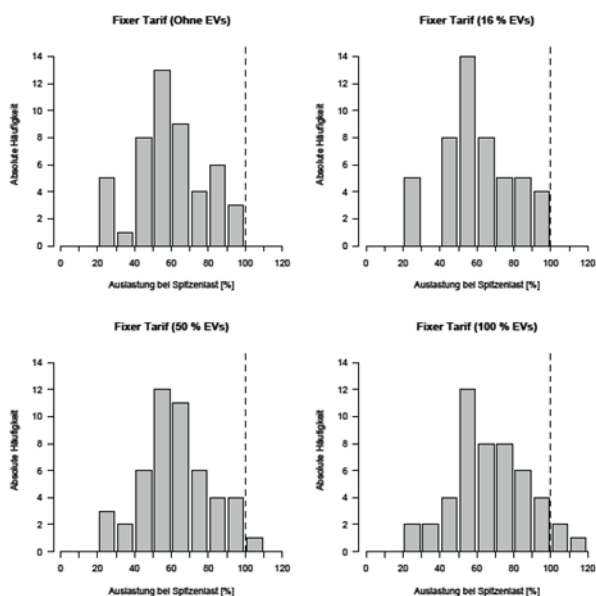 Fixer Tarif (Ohne EVs)
Absolute Häufigkeit
14
12
10
8
6
4
2
0
0 20 40 60 80 100 120
Auslastung bei Spitzenlast [%]
Fixer Tarif (16 % EVs)
Absolute Häufigkeit
14
12
10
8
6
4
2
0
0 20 40 60 80 100 120
Auslastung bei Spitzenlast [%]
Fixer Tarif (50 % EVs)
Absolute Häufigkeit
14
12
10
8
6
4
2
0
0 20 40 60 80 100 120
Auslastung bei Spitzenlast [%]
Fixer Tarif (100 % EVs)
Absolute Häufigkeit
14
12
10
8
6
4
2
0
0 20 40 60 80 100 120
Auslastung bei Spitzenlast [%]